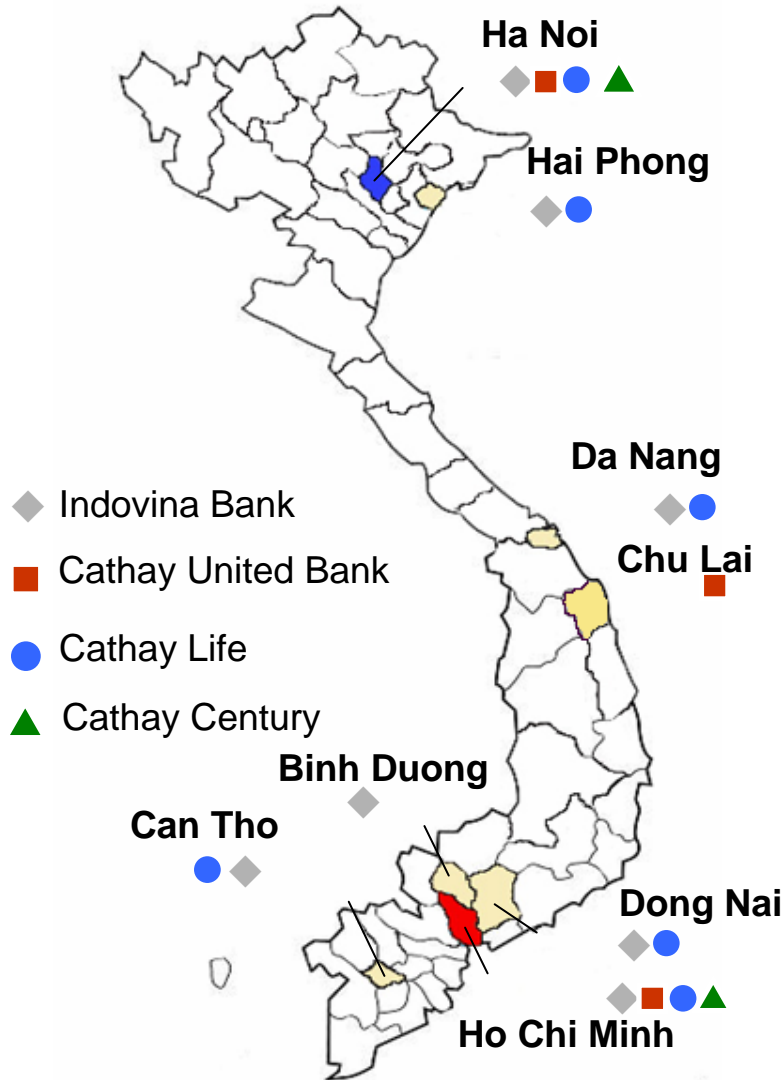 Ha Noi
Hai Phong
Da Nang
Indovina Bank
Chu Lai
Cathay United Bank
Cathay Life
Cathay Century
Binh Duong
Can Tho
Dong Nai
Ho Chi Minh